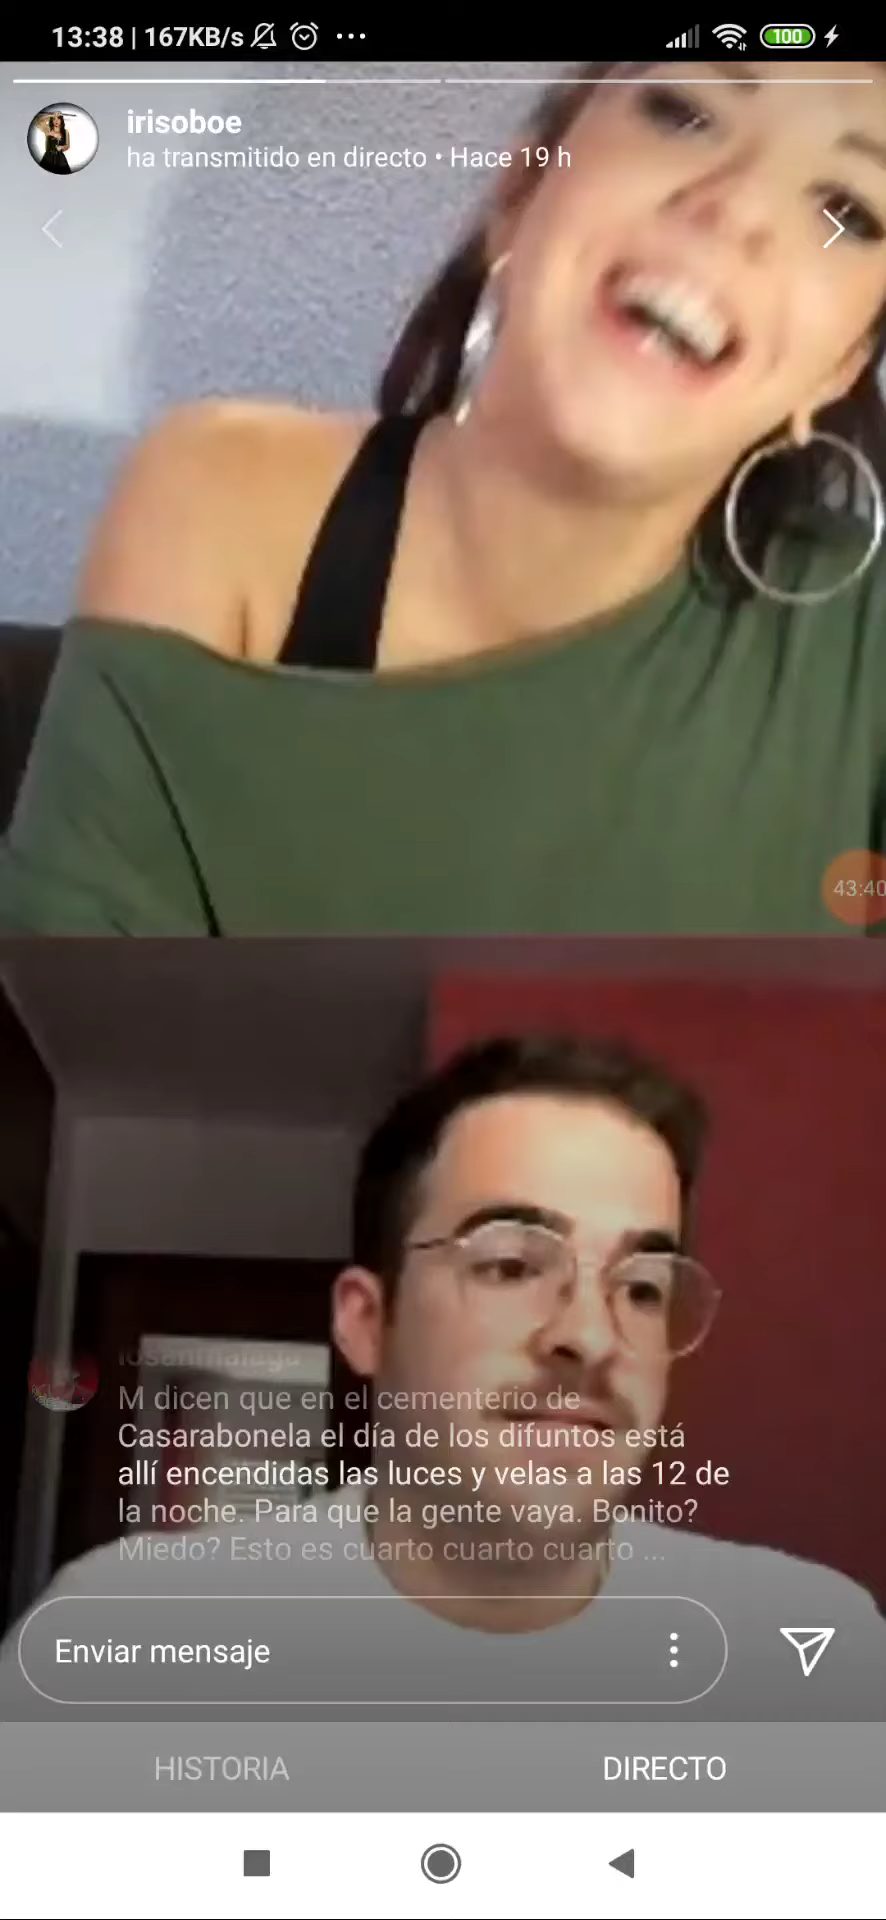 13:38 | 167KB/s ...
100
irisoboe
ha transmitido en directo • Hace 19 h
43:40
losanmalaga
M dicen que en el cementerio de
Casarabonela el día de los difuntos está
allí encendidas las luces y velas a las 12 de
la noche. Para que la gente vaya. Bonito?
Miedo? Esto es cuarto cuarto cuarto ...
Enviar mensaje
HISTORIA
DIRECTO